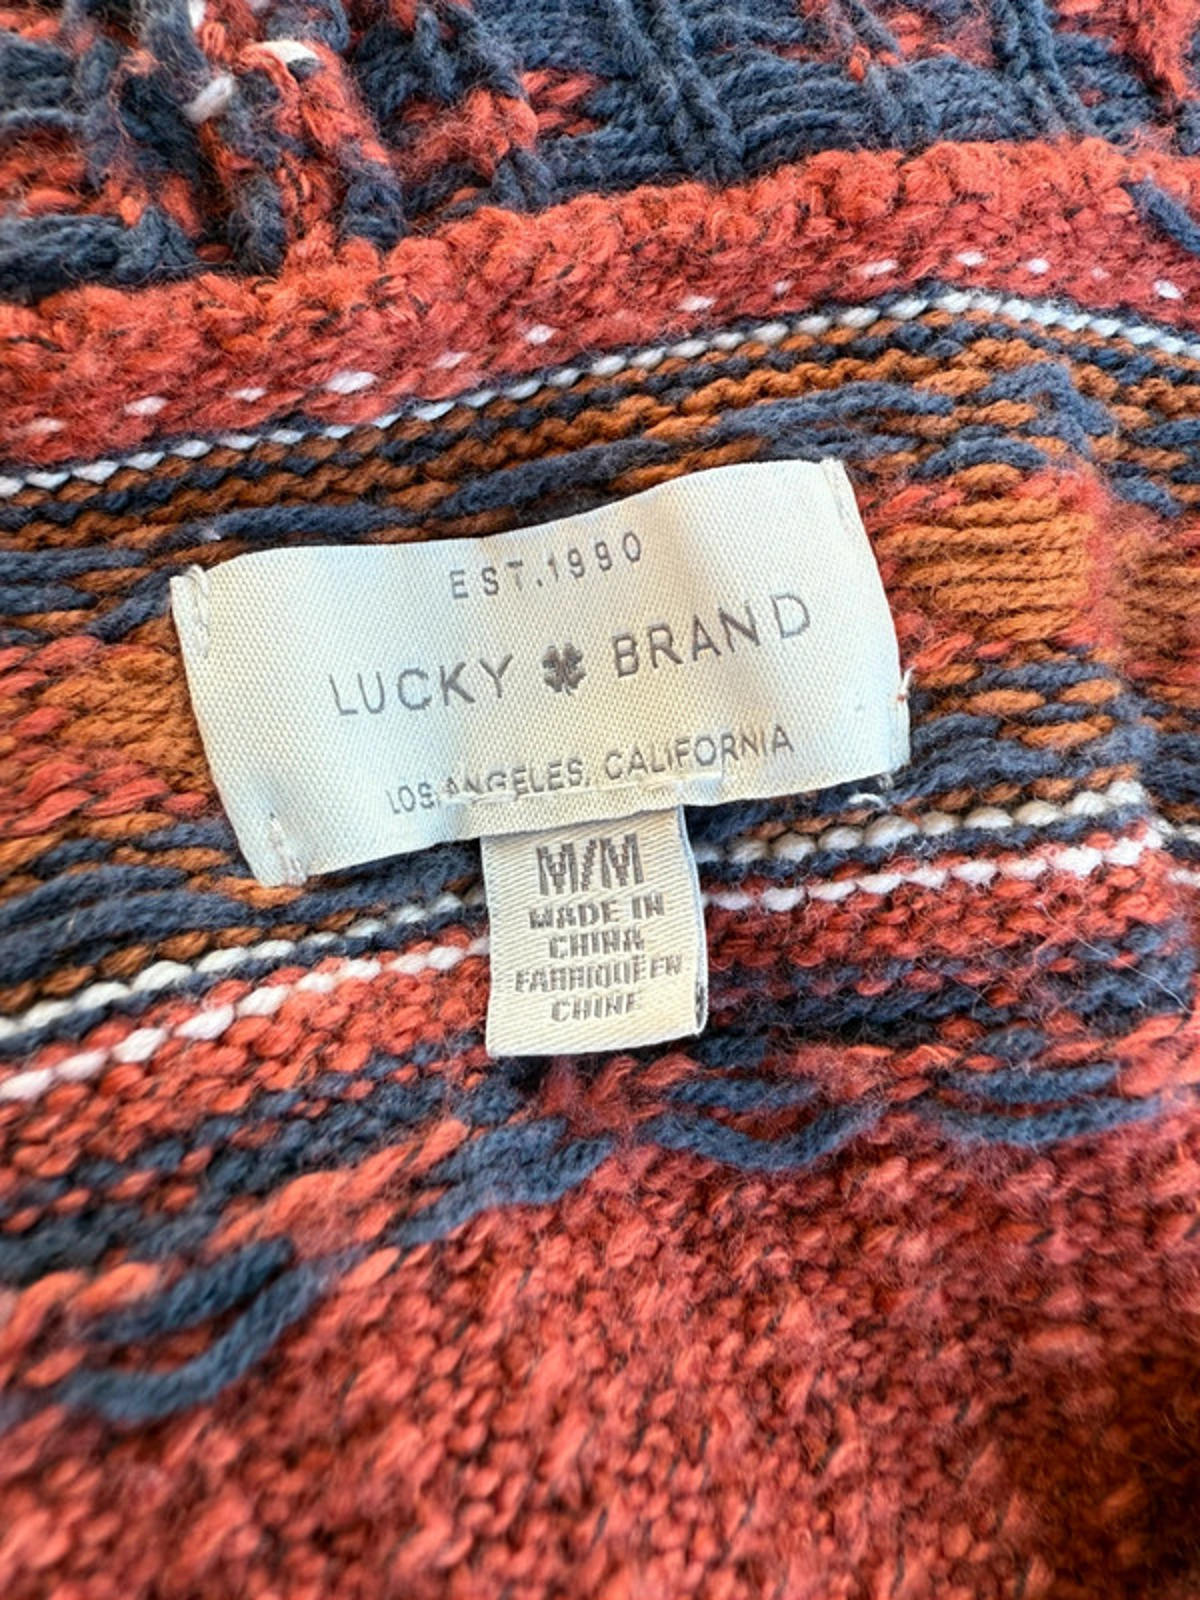 EST.1990
LUCKY BRAND
LOS ANGELES, CALIFORNIA
M/M
MADE IN
CHINA
FABRIQUÉ EN
CHINE